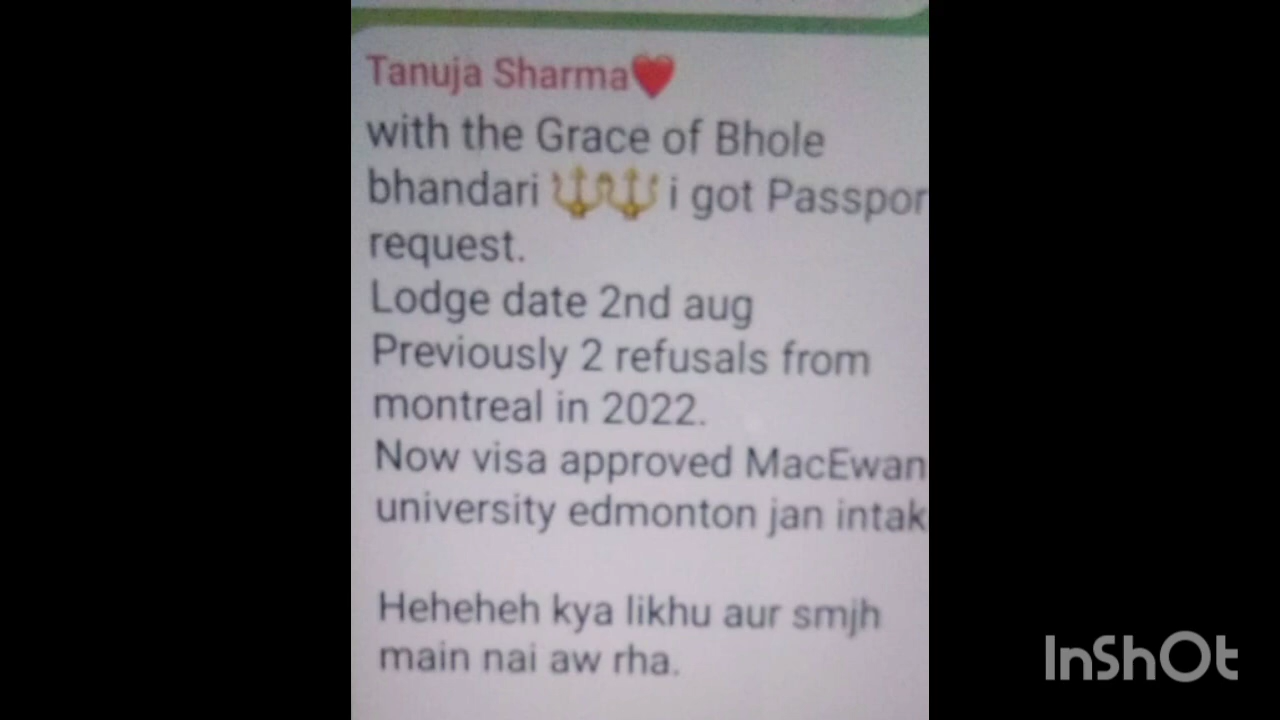 Tanuja Sharma❤️
with the Grace of Bhole
bhandari 🔱🔱 i got Passpor
request.
Lodge date 2nd aug
Previously 2 refusals from
montreal in 2022.
Now visa approved MacEwan
university edmonton jan intak
Heheheh kya likhu aur smjh
main nai aw rha.
InShOt